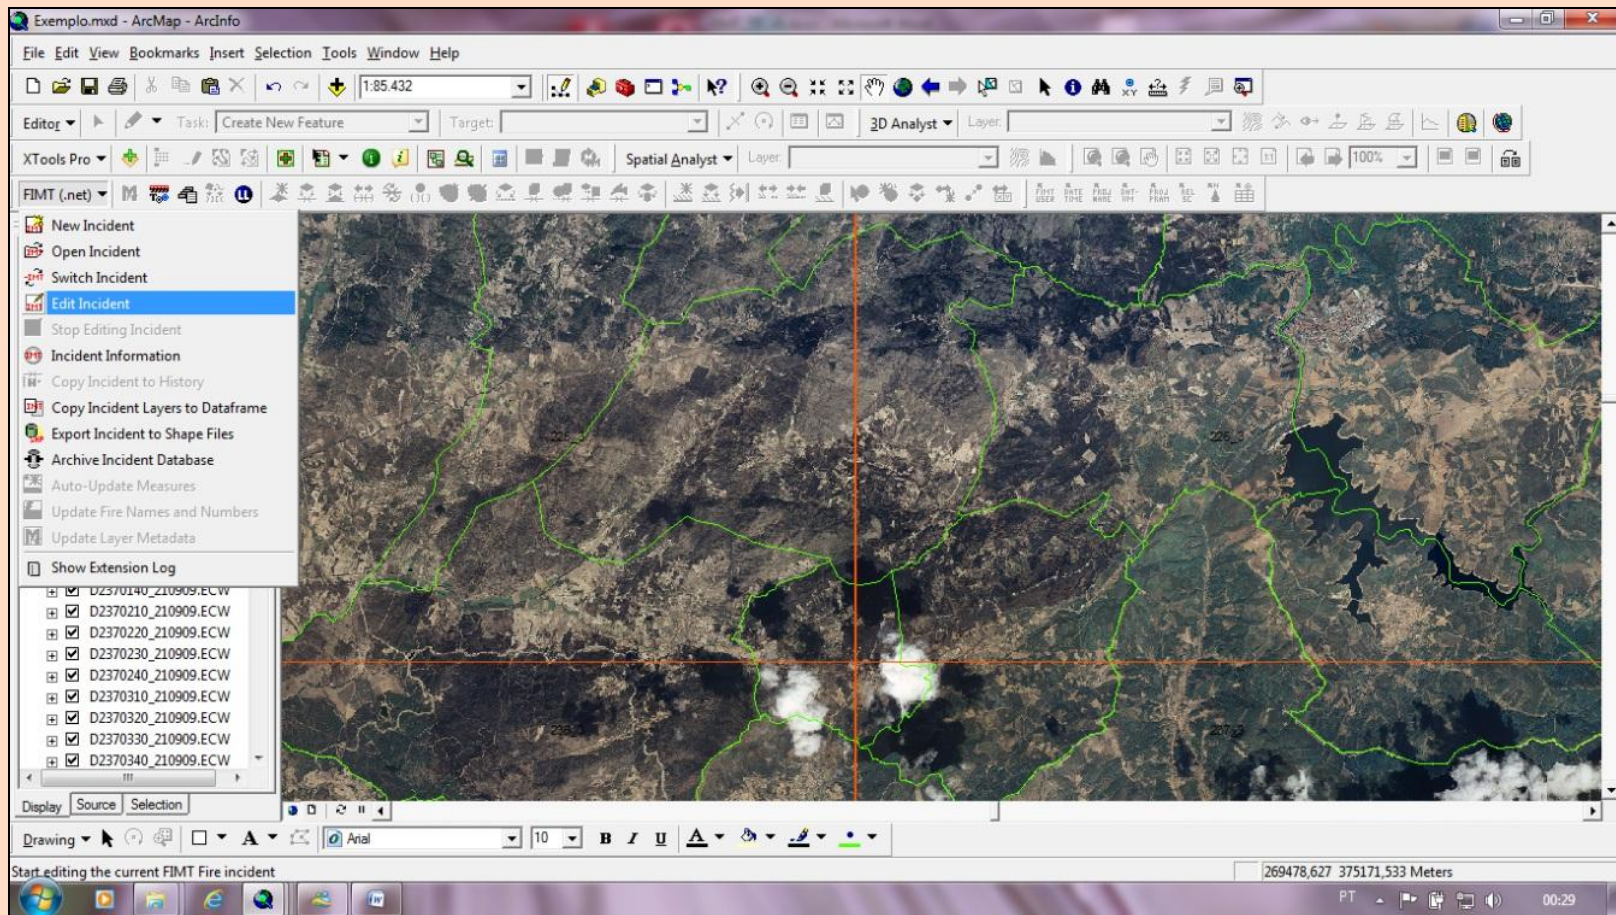 Exemplo.mxd - ArcMap - ArcInfo
File Edit View Bookmarks Insert Selection Tools Window Help
1:85.432
Editor Task: Create New Feature Target: 3D Analyst Layer:
XTools Pro Spatial Analyst Layer: 100%
FIMT (.net)
New Incident
Open Incident
Switch Incident
Edit Incident
Stop Editing Incident
Incident Information
Copy Incident to History
Copy Incident Layers to Dataframe
Export Incident to Shape Files
Archive Incident Database
Auto-Update Measures
Update Fire Names and Numbers
Update Layer Metadata
Show Extension Log
D2370140_210909.ECW
D2370210_210909.ECW
D2370220_210909.ECW
D2370230_210909.ECW
D2370240_210909.ECW
D2370310_210909.ECW
D2370320_210909.ECW
D2370330_210909.ECW
D2370340_210909.ECW
Display Source Selection
Drawing A Arial 10 B I U A
Start editing the current FIMT Fire incident
269478,627 375171,533 Meters
PT 00:29